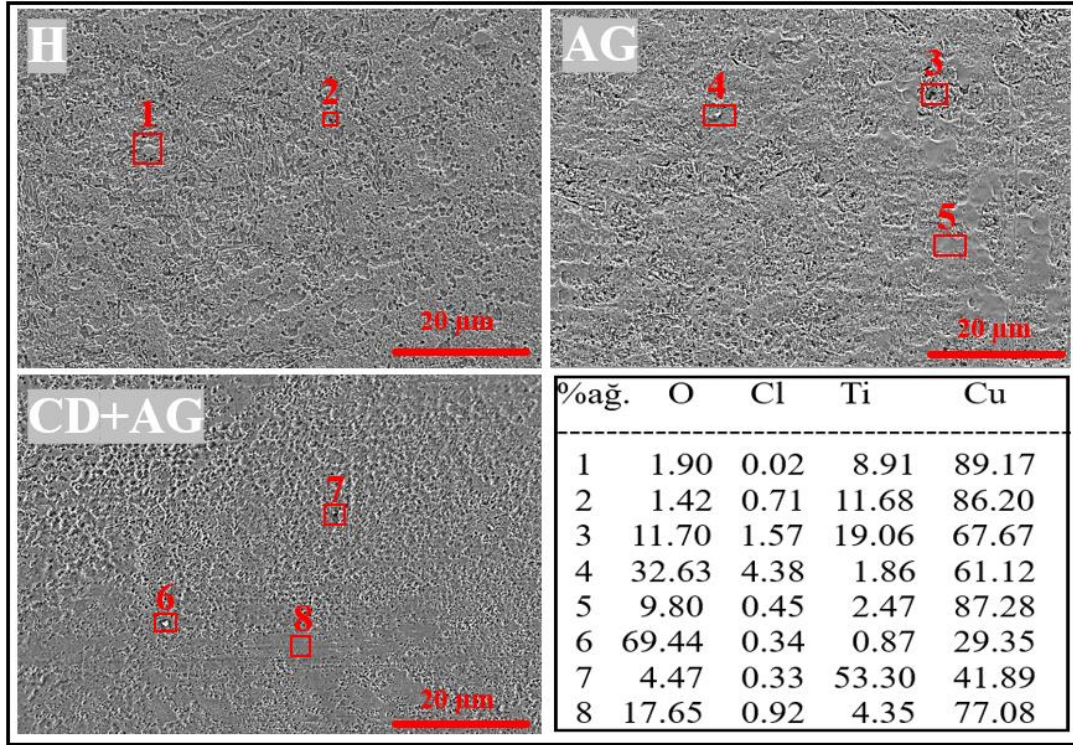 H
1
2
20 µm
AG
4
3
5
20 µm
CD+AG
7
6
8
20 µm
%ağ. O Cl Ti Cu
1 1.90 0.02 8.91 89.17
2 1.42 0.71 11.68 86.20
3 11.70 1.57 19.06 67.67
4 32.63 4.38 1.86 61.12
5 9.80 0.45 2.47 87.28
6 69.44 0.34 0.87 29.35
7 4.47 0.33 53.30 41.89
8 17.65 0.92 4.35 77.08